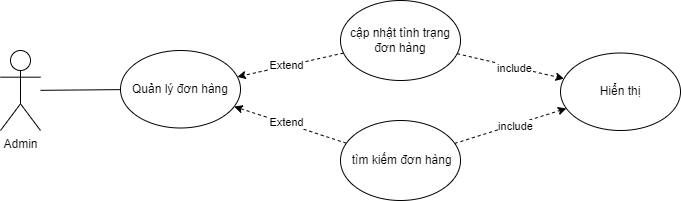 cập nhật tình trạng
đơn hàng
Extend
include
Quản lý đơn hàng
Hiển thị
Extend
include
Admin
tìm kiếm đơn hàng